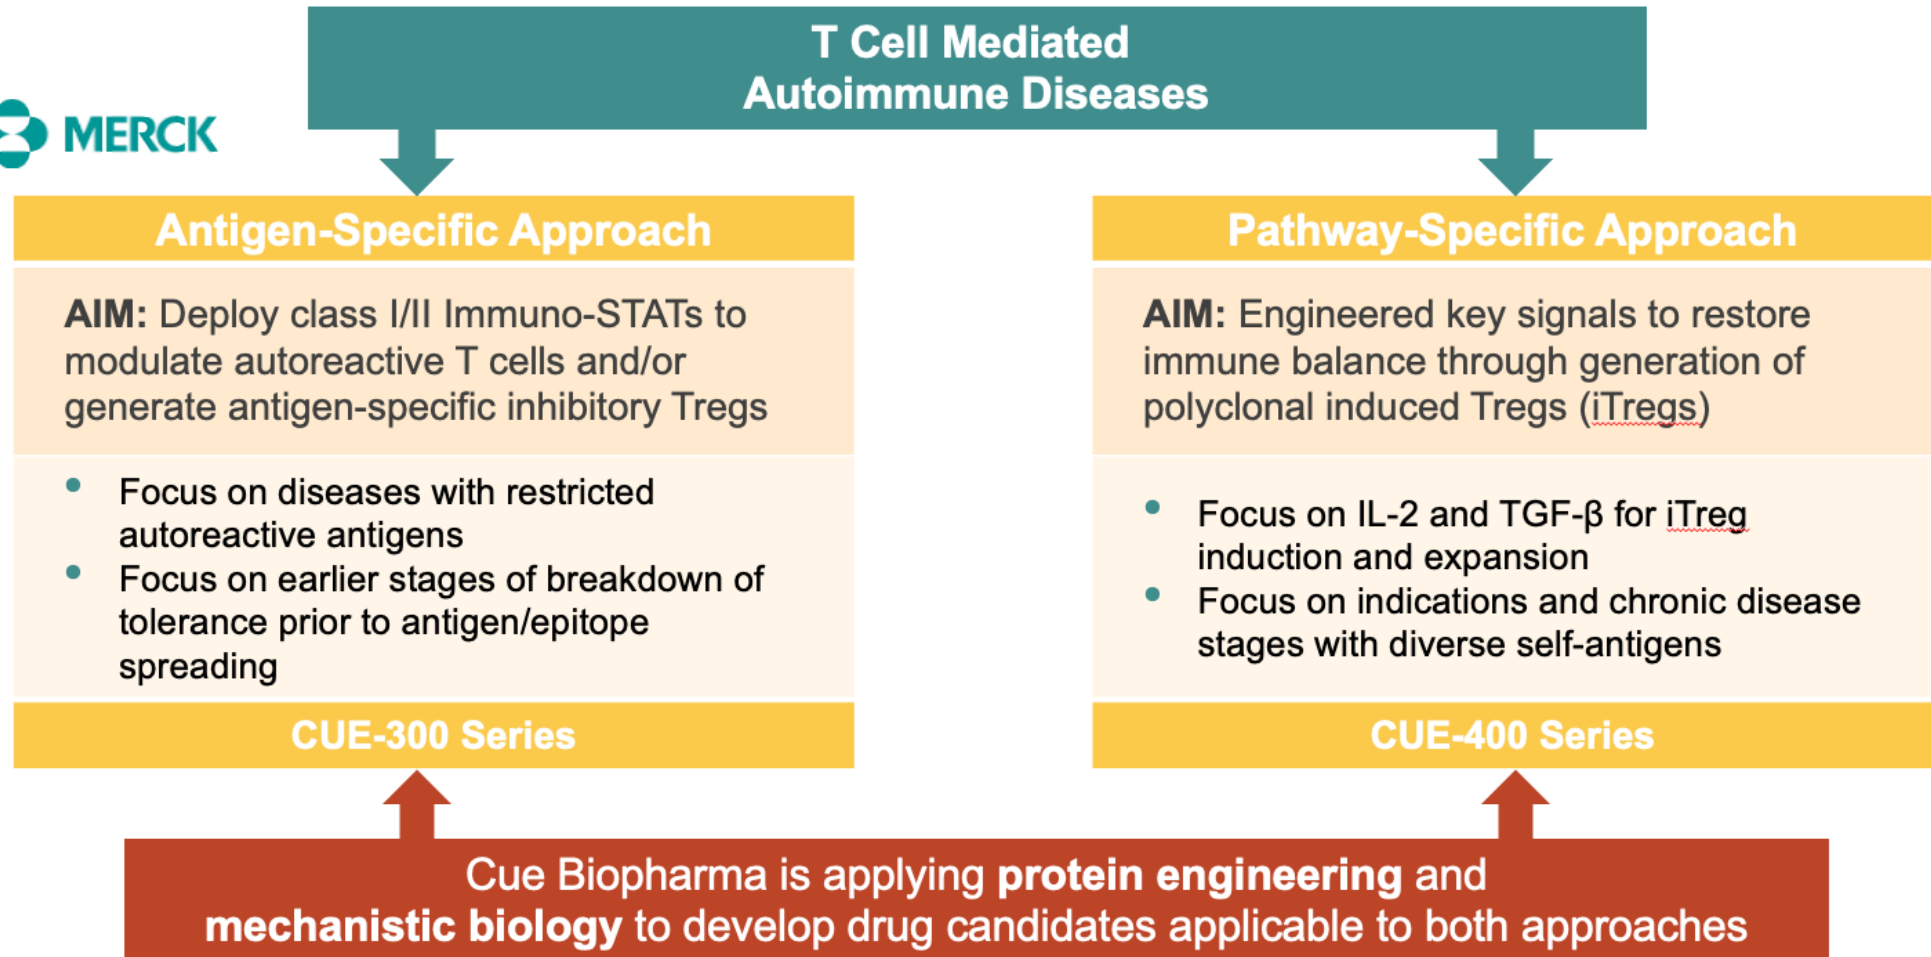 T Cell Mediated
Autoimmune Diseases
MERCK
Antigen-Specific Approach
AIM: Deploy class I/II Immuno-STATs to
modulate autoreactive T cells and/or
generate antigen-specific inhibitory Tregs
• Focus on diseases with restricted
autoreactive antigens
• Focus on earlier stages of breakdown of
tolerance prior to antigen/epitope
spreading
CUE-300 Series
Pathway-Specific Approach
AIM: Engineered key signals to restore
immune balance through generation of
polyclonal induced Tregs (iTregs)
• Focus on IL-2 and TGF-β for iTreg
induction and expansion
• Focus on indications and chronic disease
stages with diverse self-antigens
CUE-400 Series
Cue Biopharma is applying protein engineering and
mechanistic biology to develop drug candidates applicable to both approaches